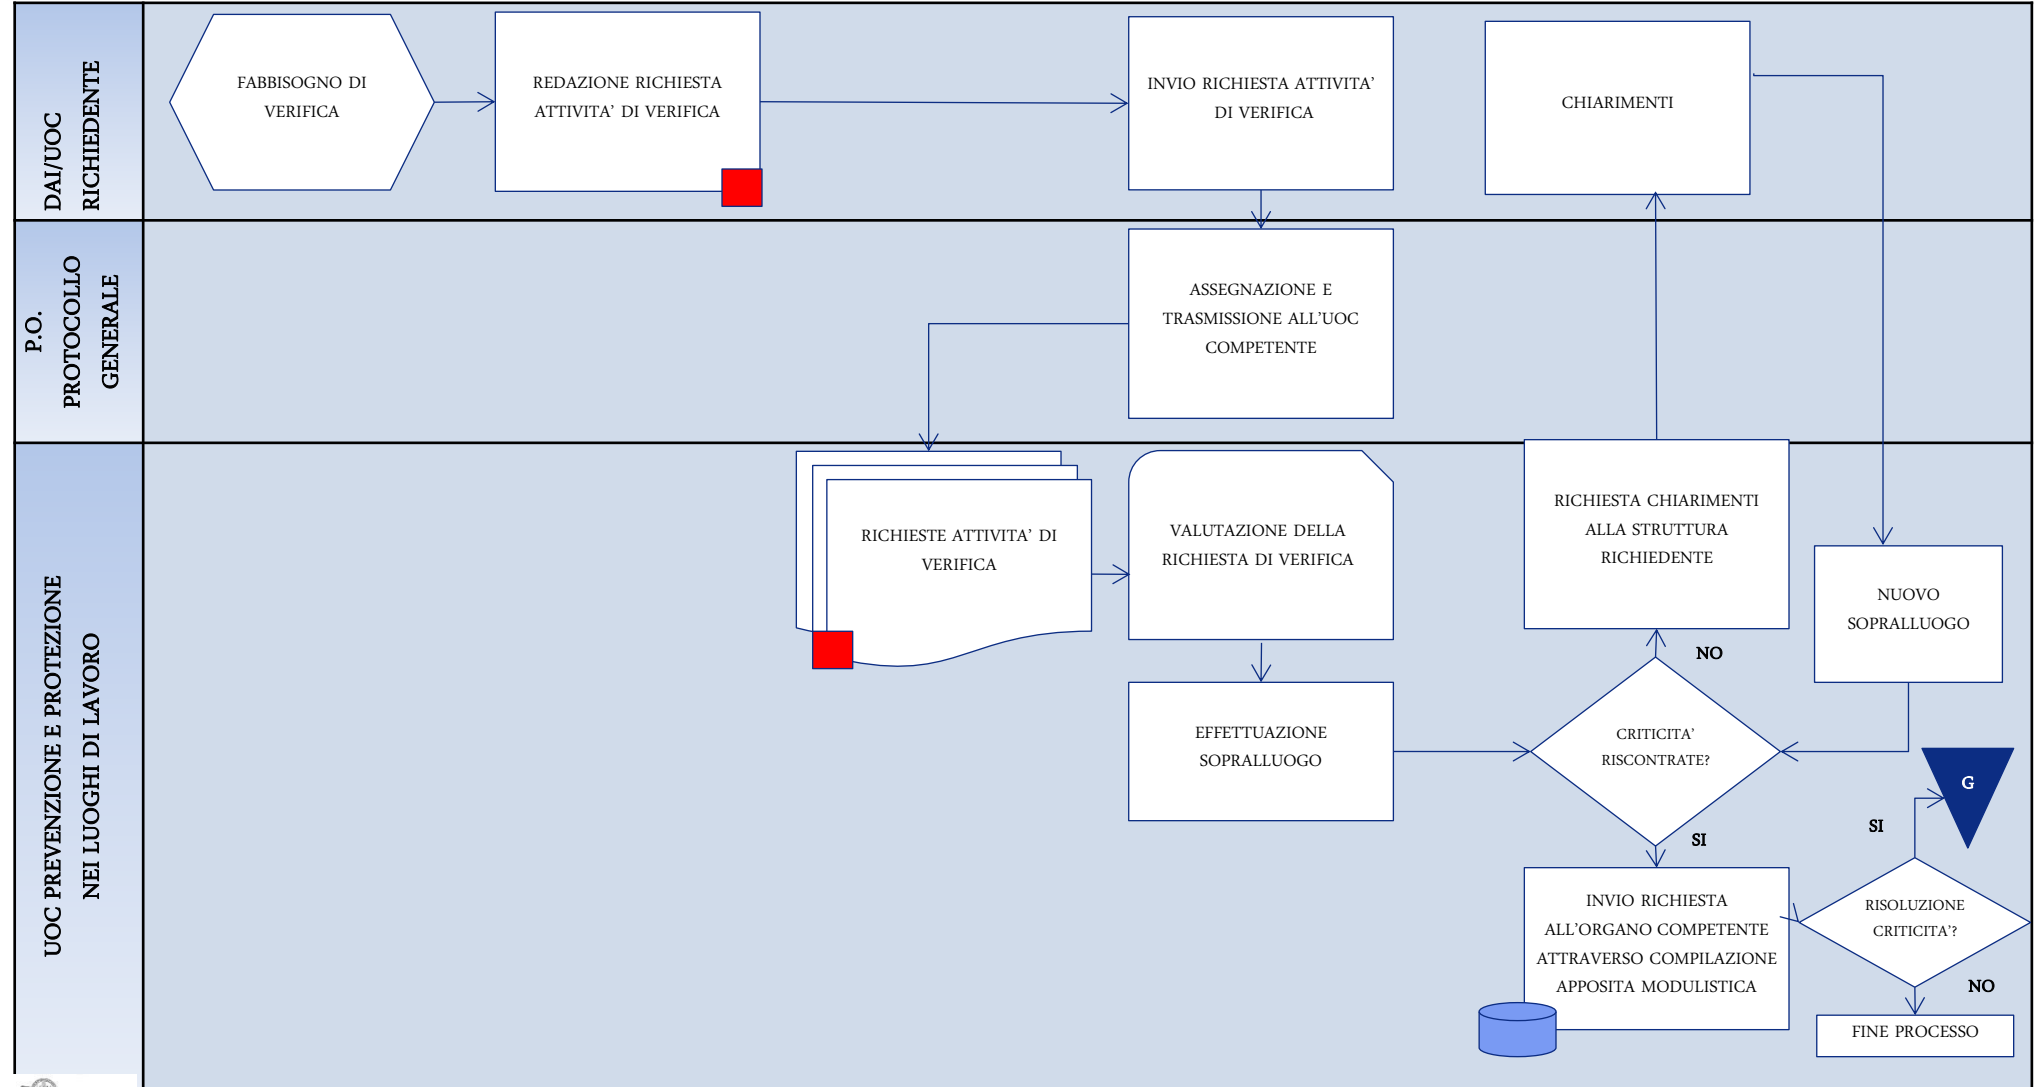 DAI/UOC
RICHIEDENTE
FABBISOGNO DI
VERIFICA
REDAZIONE RICHIESTA
ATTIVITA’ DI VERIFICA
INVIO RICHIESTA ATTIVITA’
DI VERIFICA
CHIARIMENTI
P.O.
PROTOCOLLO
GENERALE
ASSEGNAZIONE E
TRASMISSIONE ALL’UOC
COMPETENTE
UOC PREVENZIONE E PROTEZIONE
NEI LUOGHI DI LAVORO
RICHIESTE ATTIVITA’ DI
VERIFICA
VALUTAZIONE DELLA
RICHIESTA DI VERIFICA
RICHIESTA CHIARIMENTI
ALLA STRUTTURA
RICHIEDENTE
NUOVO
SOPRALLUOGO
NO
EFFETTUAZIONE
SOPRALLUOGO
CRITICITA’
RISCONTRATE?
G
SI
SI
INVIO RICHIESTA
ALL’ORGANO COMPETENTE
ATTRAVERSO COMPILAZIONE
APPOSITA MODULISTICA
RISOLUZIONE
CRITICITA’?
NO
FINE PROCESSO